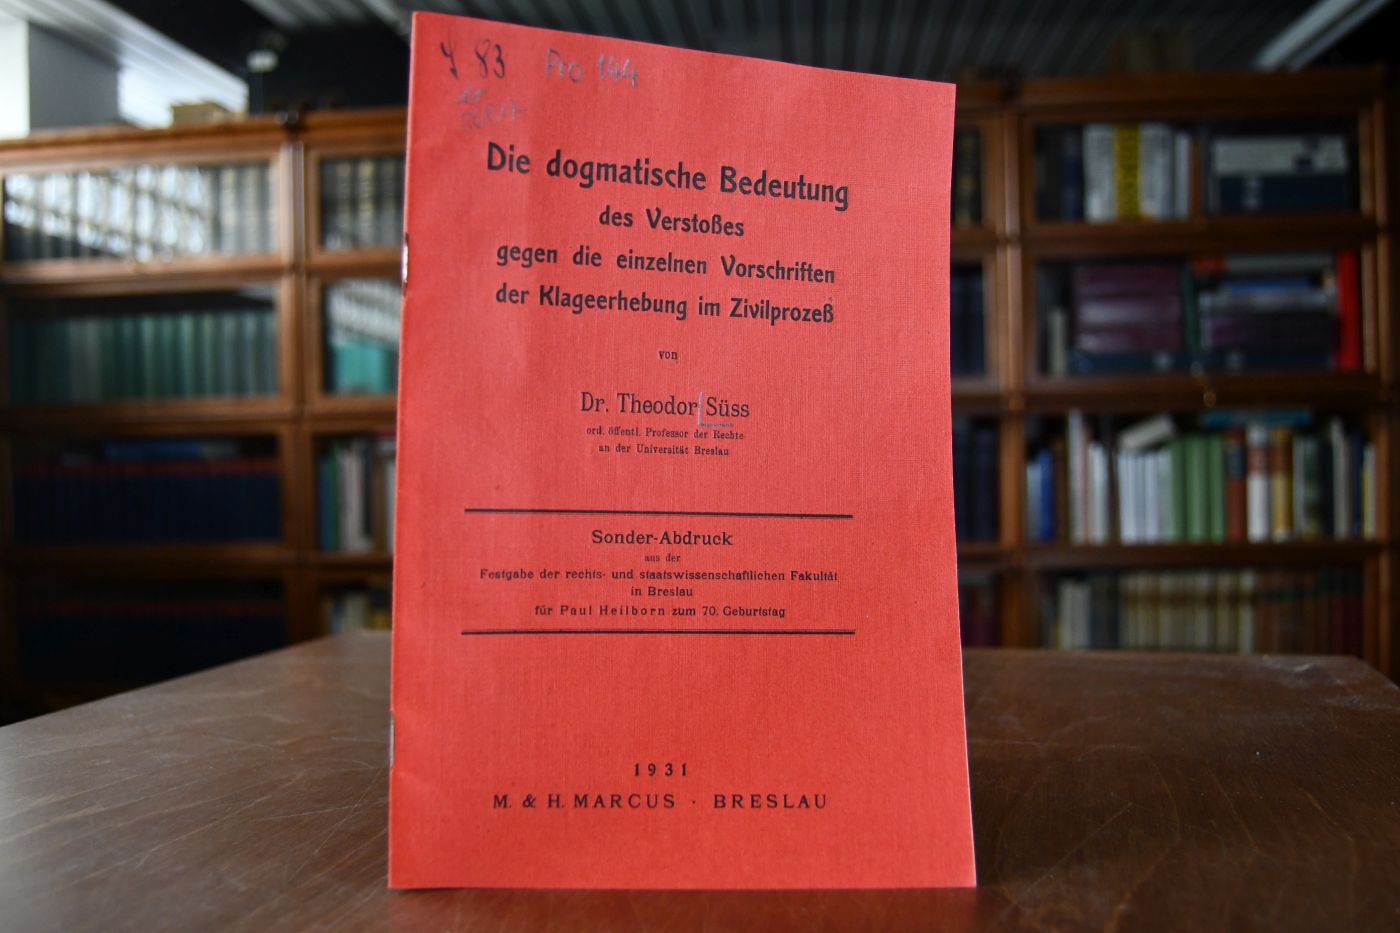 83 Pro 144
Die dogmatische Bedeutung
des Verstoßes
gegen die einzelnen Vorschriften
der Klageerhebung im Zivilprozeß
von
Dr. Theodor Süss
ord. öffentl. Professor der Rechte
an der Universität Breslau
Sonder-Abdruck
aus der
Festgabe der rechts- und staatswissenschaftlichen Fakultät
in Breslau
für Paul Heilborn zum 70. Geburtstag
1931
M. & H. MARCUS · BRESLAU